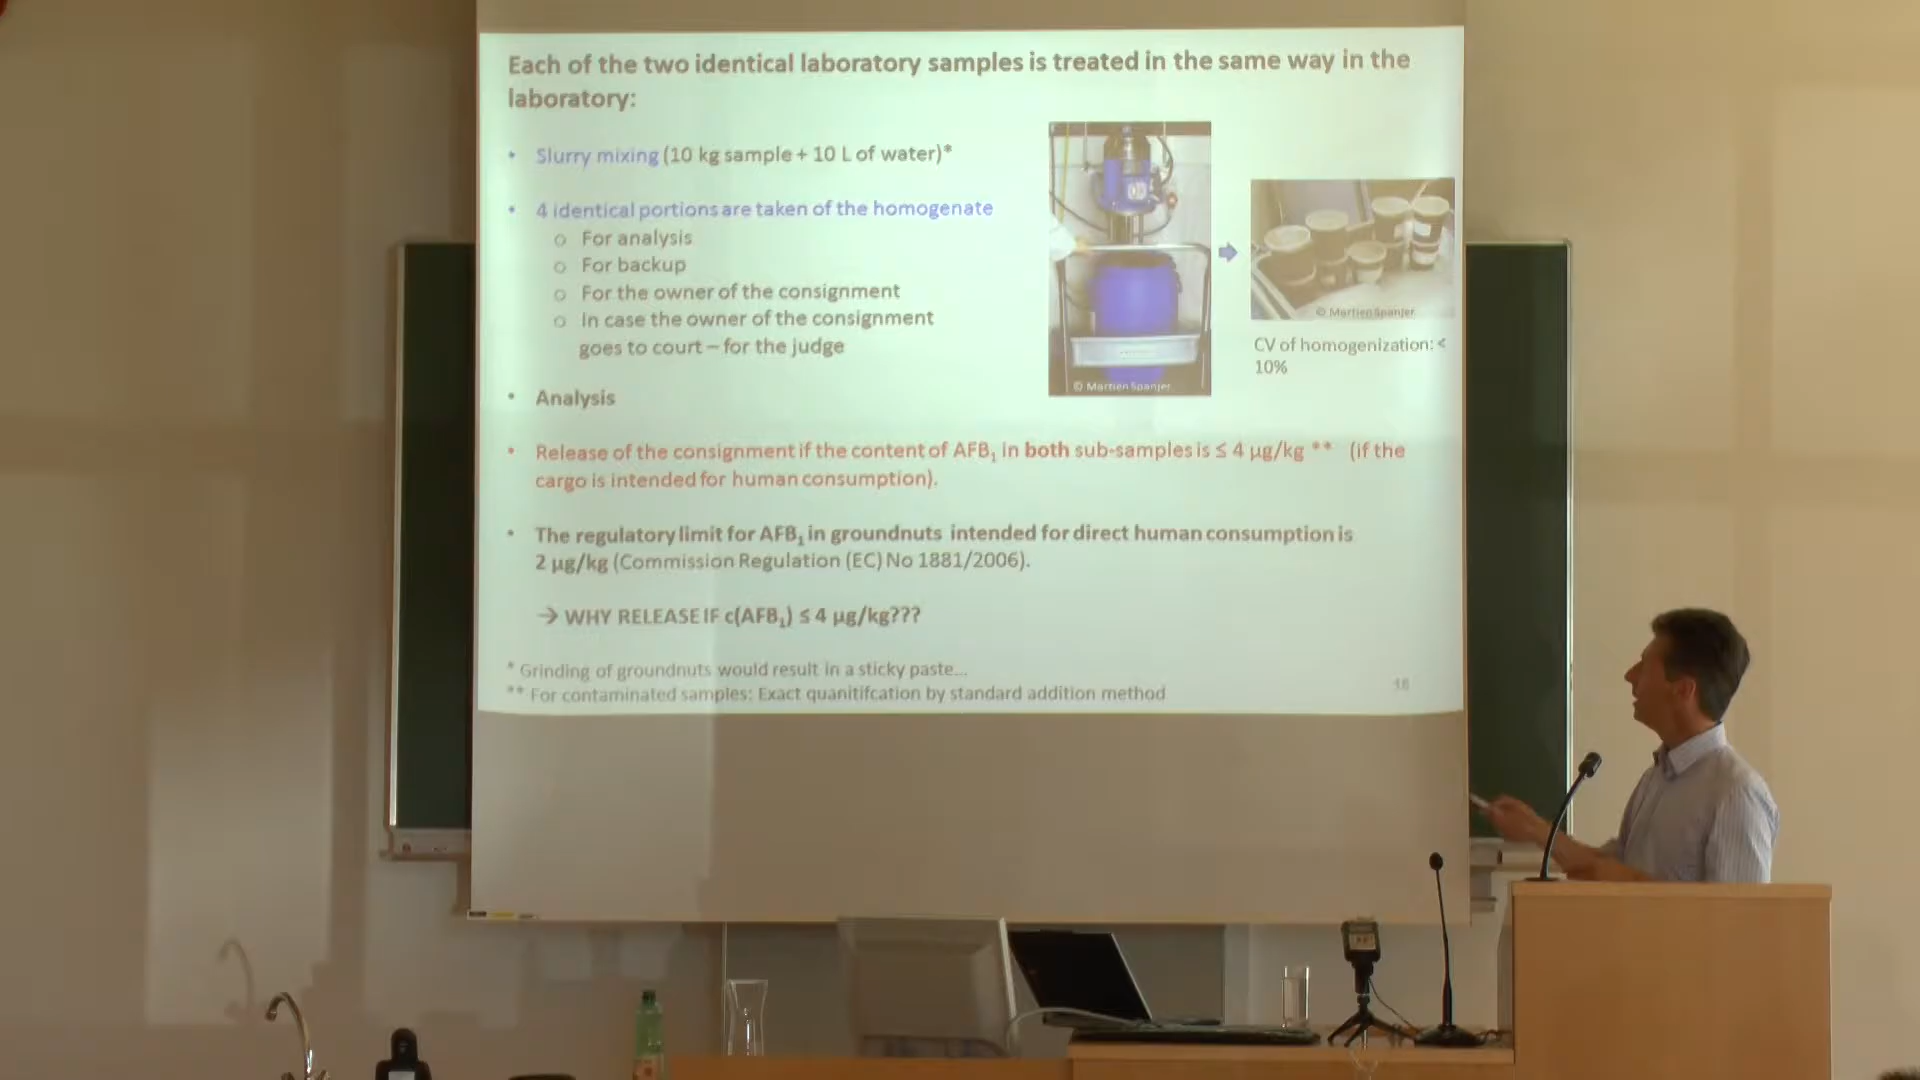 Each of the two identical laboratory samples is treated in the same way in the
laboratory:
• Slurry mixing (10 kg sample + 10 L of water)*
• 4 identical portions are taken of the homogenate
o For analysis
o For backup
o For the owner of the consignment
o In case the owner of the consignment
goes to court – for the judge
© Martien Spanjer
© Martien Spanjer
CV of homogenization: <
10%
• Analysis
• Release of the consignment if the content of AFB₁ in both sub-samples is ≤ 4 µg/kg ** (if the
cargo is intended for human consumption).
• The regulatory limit for AFB₁ in groundnuts intended for direct human consumption is
2 µg/kg (Commission Regulation (EC) No 1881/2006).
→ WHY RELEASE IF c(AFB₁) ≤ 4 µg/kg???
* Grinding of groundnuts would result in a sticky paste...
** For contaminated samples: Exact quanitifcation by standard addition method